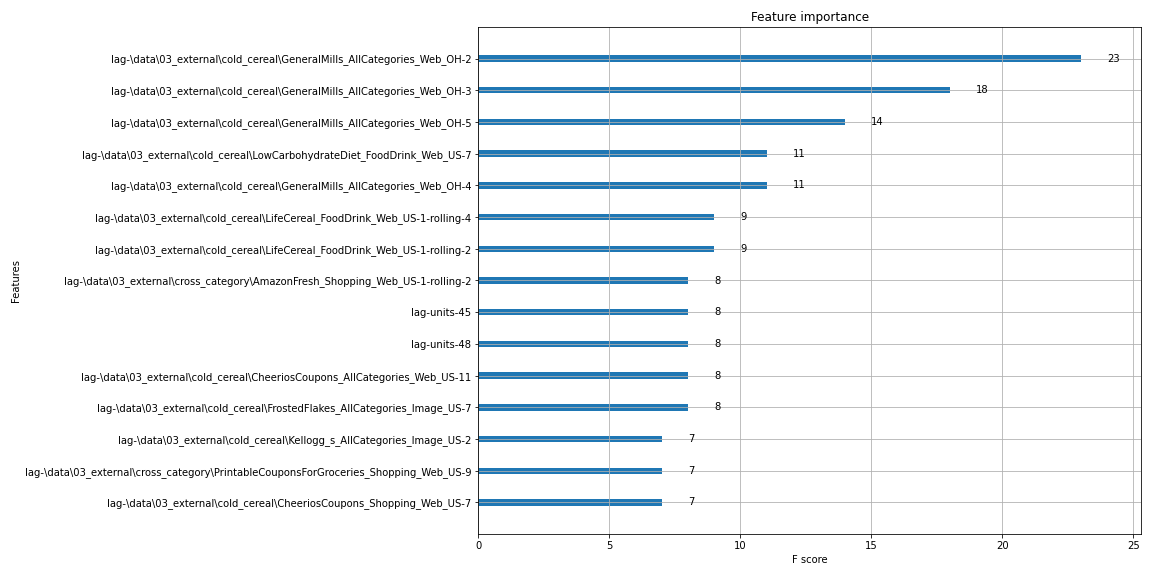 Feature importance
lag-\data\03_external\cold_cereal\GeneralMills_AllCategories_Web_OH-2 23
lag-\data\03_external\cold_cereal\GeneralMills_AllCategories_Web_OH-3 18
lag-\data\03_external\cold_cereal\GeneralMills_AllCategories_Web_OH-5 14
lag-\data\03_external\cold_cereal\LowCarbohydrateDiet_FoodDrink_Web_US-7 11
lag-\data\03_external\cold_cereal\GeneralMills_AllCategories_Web_OH-4 11
lag-\data\03_external\cold_cereal\LifeCereal_FoodDrink_Web_US-1-rolling-4 9
lag-\data\03_external\cold_cereal\LifeCereal_FoodDrink_Web_US-1-rolling-2 9
lag-\data\03_external\cross_category\AmazonFresh_Shopping_Web_US-1-rolling-2 8
lag-units-45 8
lag-units-48 8
lag-\data\03_external\cold_cereal\CheeriosCoupons_AllCategories_Web_US-11 8
lag-\data\03_external\cold_cereal\FrostedFlakes_AllCategories_Image_US-7 8
lag-\data\03_external\cold_cereal\Kellogg_s_AllCategories_Image_US-2 7
lag-\data\03_external\cross_category\PrintableCouponsForGroceries_Shopping_Web_US-9 7
lag-\data\03_external\cold_cereal\CheeriosCoupons_Shopping_Web_US-7 7
Features
0 5 10 15 20 25
F score